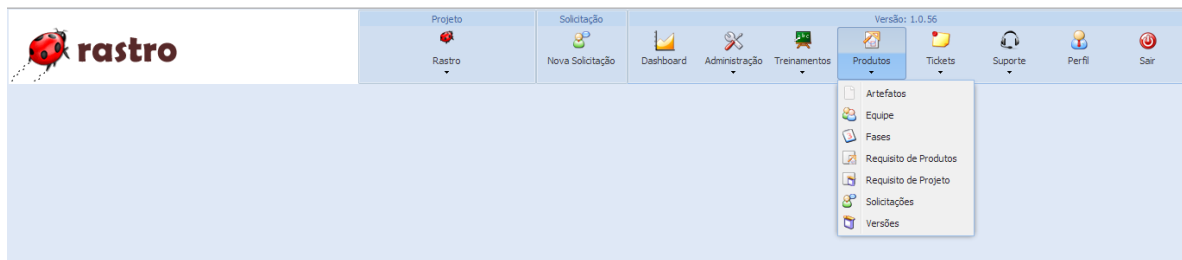 rastro
Projeto
Solicitação
Versão: 1.0.56
Rastro
Nova Solicitação
Dashboard
Administração
Treinamentos
Produtos
Tickets
Suporte
Perfil
Sair
Artefatos
Equipe
Fases
Requisito de Produtos
Requisito de Projeto
Solicitações
Versões